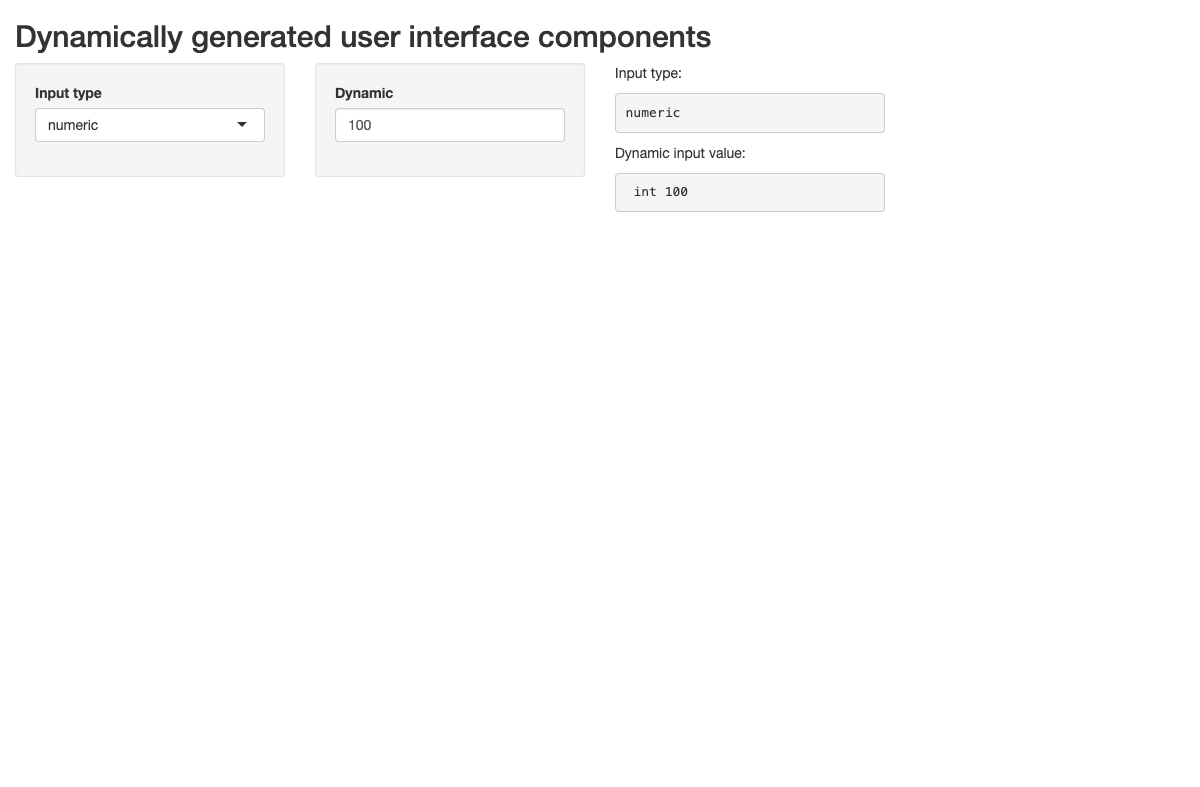 Dynamically generated user interface components
Input type
numeric
Dynamic
100
Input type:
numeric
Dynamic input value:
int 100